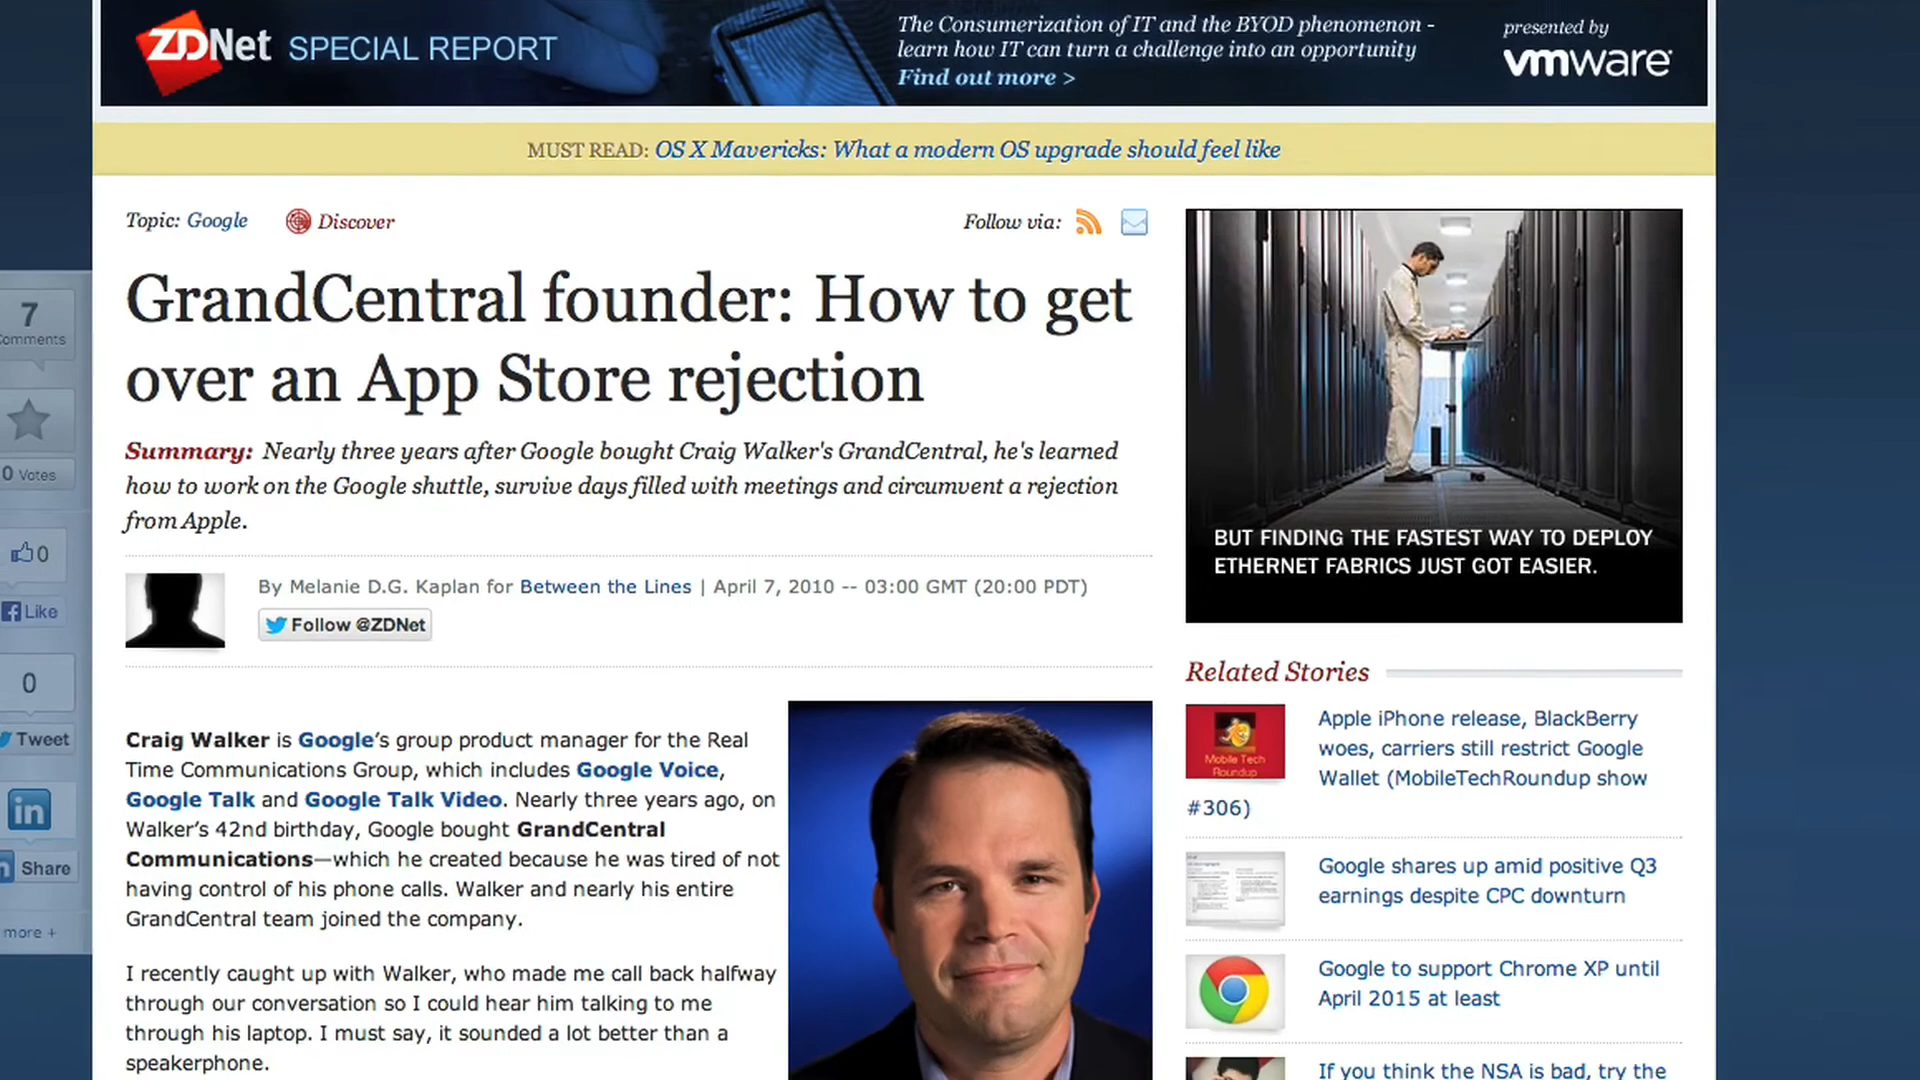 ZDNet SPECIAL REPORT
The Consumerization of IT and the BYOD phenomenon -
learn how IT can turn a challenge into an opportunity
Find out more >
presented by
vmware
MUST READ: OS X Mavericks: What a modern OS upgrade should feel like
Topic: Google
Discover
Follow via:
GrandCentral founder: How to get
over an App Store rejection
Summary: Nearly three years after Google bought Craig Walker's GrandCentral, he's learned
how to work on the Google shuttle, survive days filled with meetings and circumvent a rejection
from Apple.
By Melanie D.G. Kaplan for Between the Lines | April 7, 2010 -- 03:00 GMT (20:00 PDT)
Follow @ZDNet
Craig Walker is Google's group product manager for the Real
Time Communications Group, which includes Google Voice,
Google Talk and Google Talk Video. Nearly three years ago, on
Walker's 42nd birthday, Google bought GrandCentral
Communications—which he created because he was tired of not
having control of his phone calls. Walker and nearly his entire
GrandCentral team joined the company.
I recently caught up with Walker, who made me call back halfway
through our conversation so I could hear him talking to me
through his laptop. I must say, it sounded a lot better than a
speakerphone.
7
Comments
0 Votes
0
Like
0
Tweet
in
in Share
more +
BUT FINDING THE FASTEST WAY TO DEPLOY
ETHERNET FABRICS JUST GOT EASIER.
Related Stories
Mobile Tech
Roundup
Apple iPhone release, BlackBerry
woes, carriers still restrict Google
Wallet (MobileTechRoundup show
#306)
Google shares up amid positive Q3
earnings despite CPC downturn
Google to support Chrome XP until
April 2015 at least
If you think the NSA is bad, try the